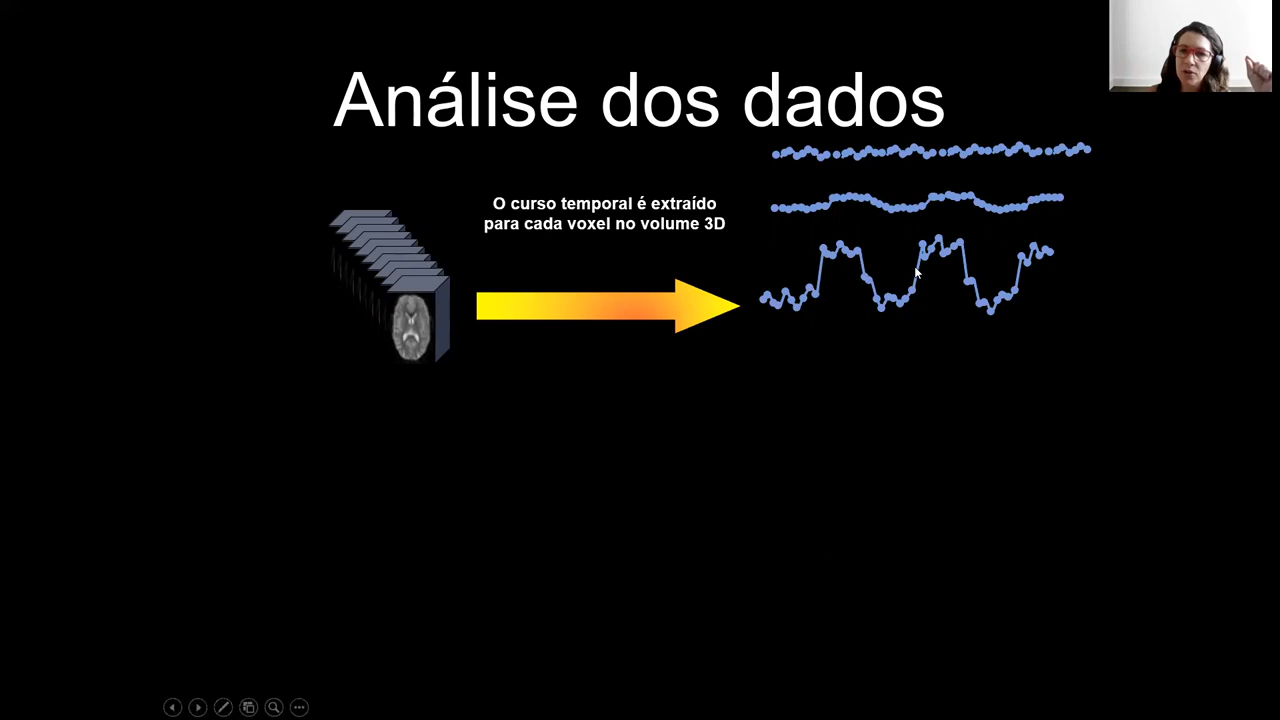 Análise dos dados
O curso temporal é extraído
para cada voxel no volume 3D